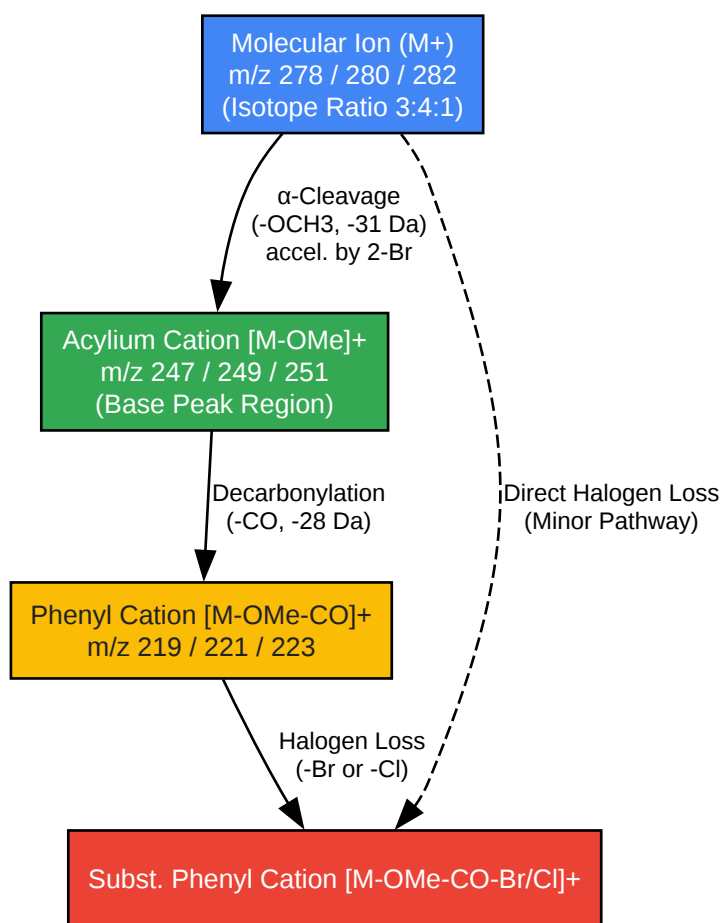 Molecular Ion (M+)
m/z 278 / 280 / 282
(Isotope Ratio 3:4:1)
α-Cleavage
(-OCH3, -31 Da)
accel. by 2-Br
Acylium Cation [M-OMe]+
m/z 247 / 249 / 251
(Base Peak Region)
Decarbonylation
(-CO, -28 Da)
Direct Halogen Loss
(Minor Pathway)
Phenyl Cation [M-OMe-CO]+
m/z 219 / 221 / 223
Halogen Loss
(-Br or -Cl)
Subst. Phenyl Cation [M-OMe-CO-Br/Cl]+